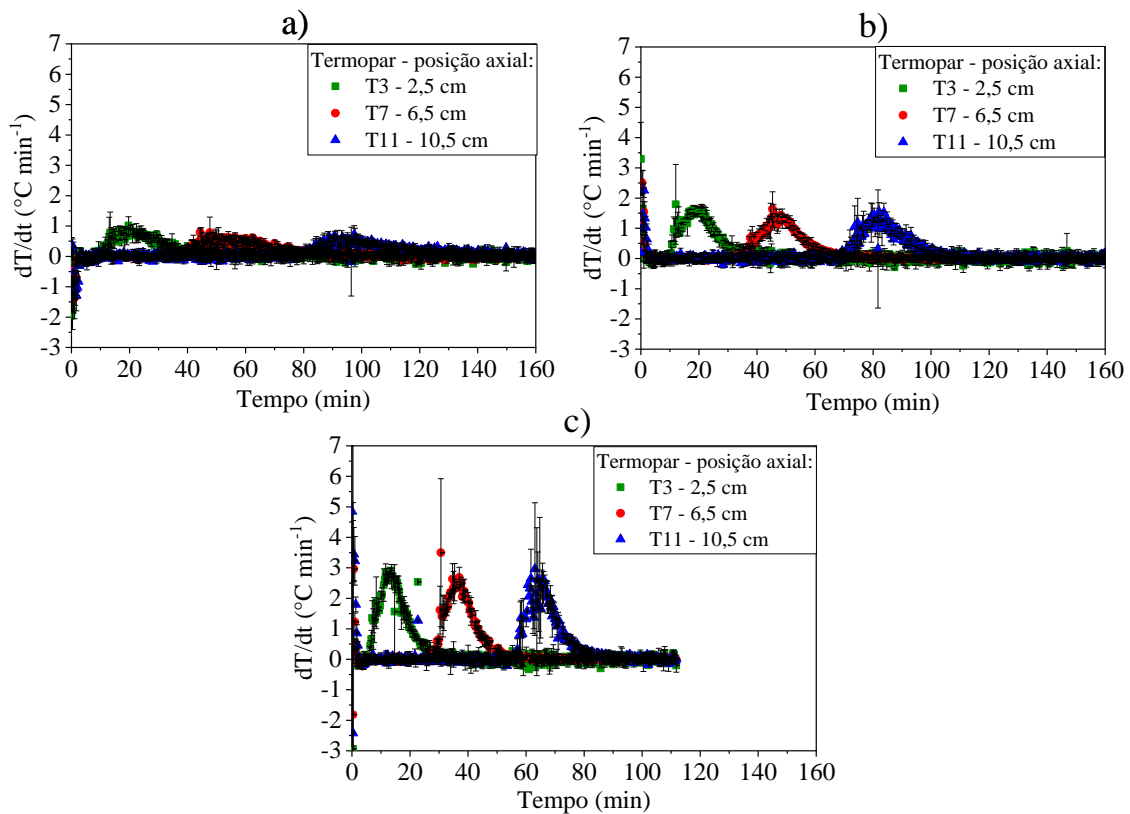 a)
7
6
5
4
3
2
1
0
-1
-2
-3
dT/dt (°C min⁻¹)
Termopar - posição axial:
T3 - 2,5 cm
T7 - 6,5 cm
T11 - 10,5 cm
0 20 40 60 80 100 120 140 160
Tempo (min)
b)
7
6
5
4
3
2
1
0
-1
-2
-3
dT/dt (°C min⁻¹)
Termopar - posição axial:
T3 - 2,5 cm
T7 - 6,5 cm
T11 - 10,5 cm
0 20 40 60 80 100 120 140 160
Tempo (min)
c)
7
6
5
4
3
2
1
0
-1
-2
-3
dT/dt (°C min⁻¹)
Termopar - posição axial:
T3 - 2,5 cm
T7 - 6,5 cm
T11 - 10,5 cm
0 20 40 60 80 100 120 140 160
Tempo (min)